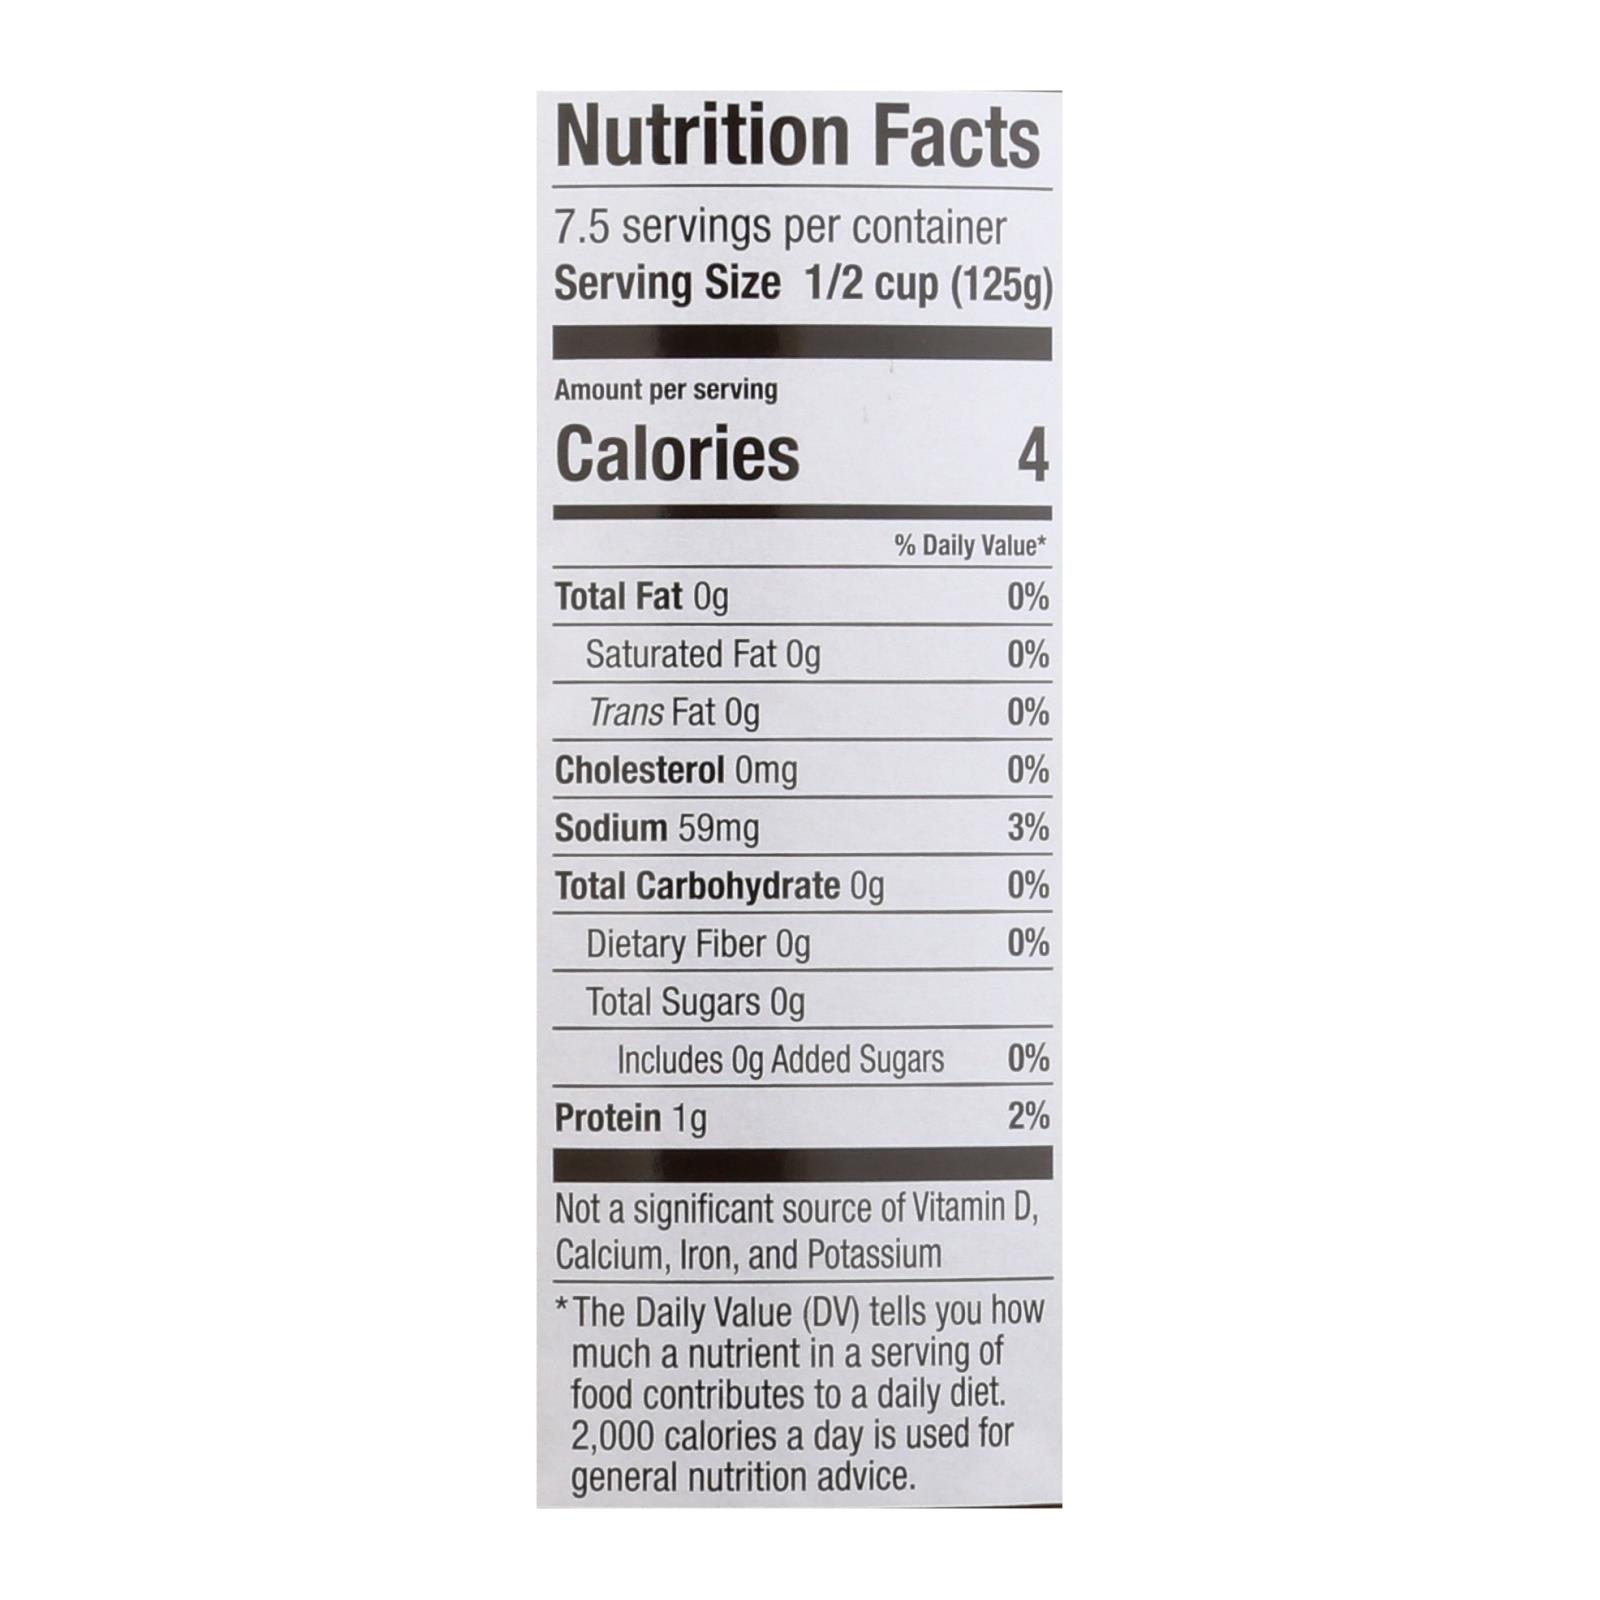 Nutrition Facts
7.5 servings per container
Serving Size 1/2 cup (125g)
Amount per serving
Calories 4
% Daily Value*
Total Fat 0g 0%
Saturated Fat 0g 0%
Trans Fat 0g 0%
Cholesterol 0mg 0%
Sodium 59mg 3%
Total Carbohydrate 0g 0%
Dietary Fiber 0g 0%
Total Sugars 0g
Includes 0g Added Sugars 0%
Protein 1g 2%
Not a significant source of Vitamin D,
Calcium, Iron, and Potassium
*The Daily Value (DV) tells you how
much a nutrient in a serving of
food contributes to a daily diet.
2,000 calories a day is used for
general nutrition advice.